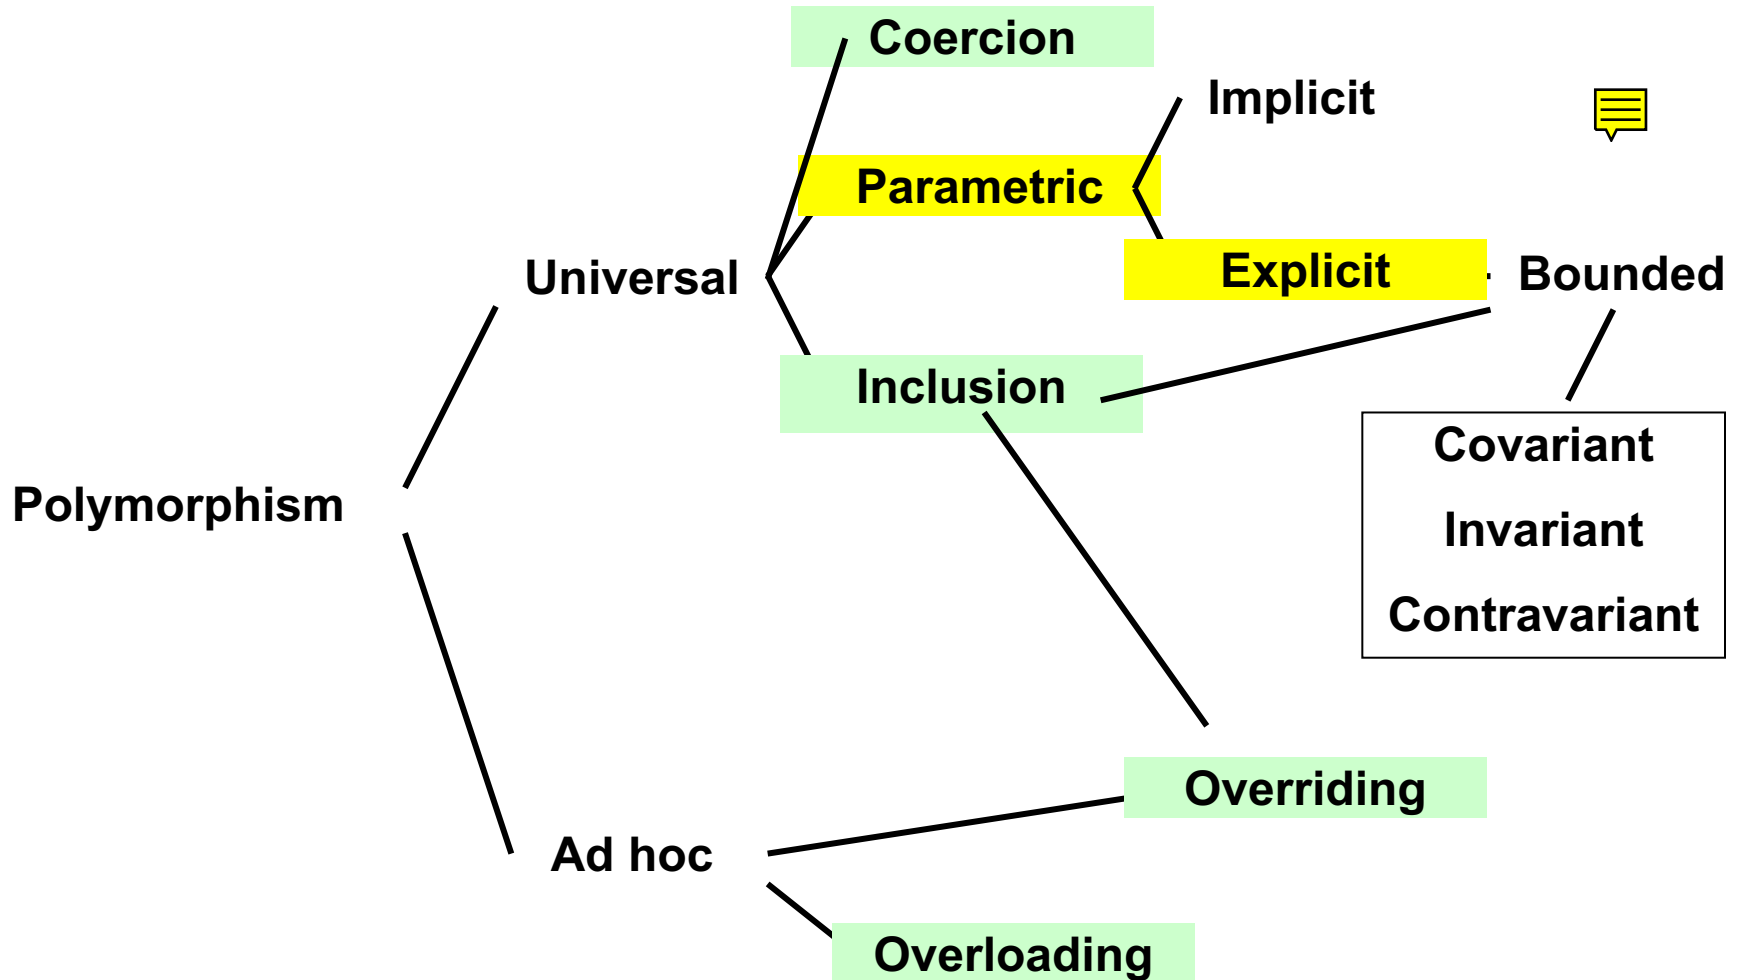 Coercion
Implicit
Parametric
Explicit
Universal
Bounded
Inclusion
Covariant
Polymorphism
Invariant
Contravariant
Overriding
Ad hoc
Overloading